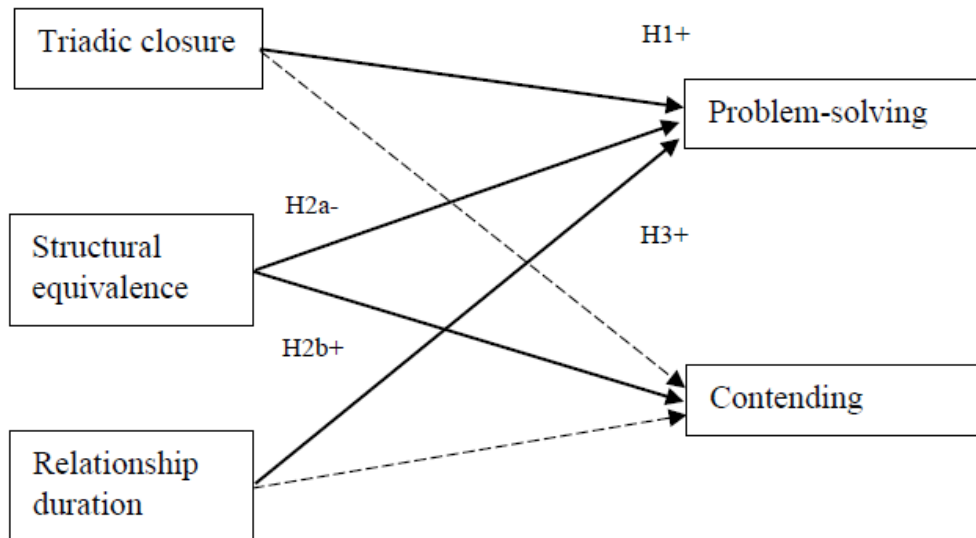 Triadic closure
H1+
Problem-solving
H2a-
Structural
equivalence
H3+
H2b+
Contending
Relationship
duration